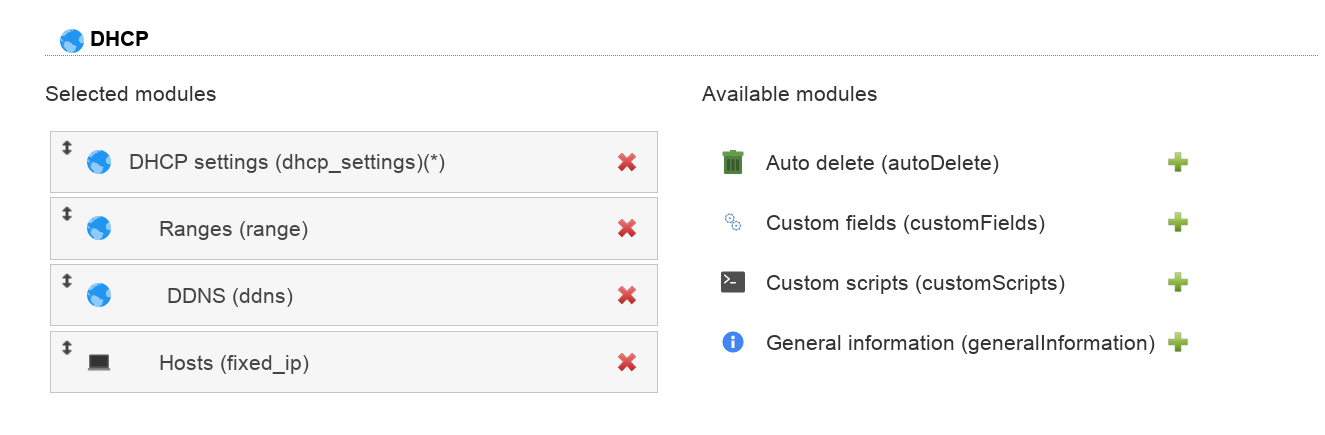 DHCP
Selected modules
DHCP settings (dhcp_settings)(*)
Ranges (range)
DDNS (ddns)
Hosts (fixed_ip)
Available modules
Auto delete (autoDelete)
Custom fields (customFields)
Custom scripts (customScripts)
General information (generalInformation)